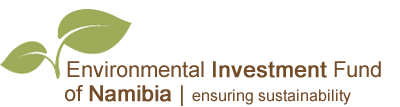 Environmental Investment Fund
of Namibia | ensuring sustainability